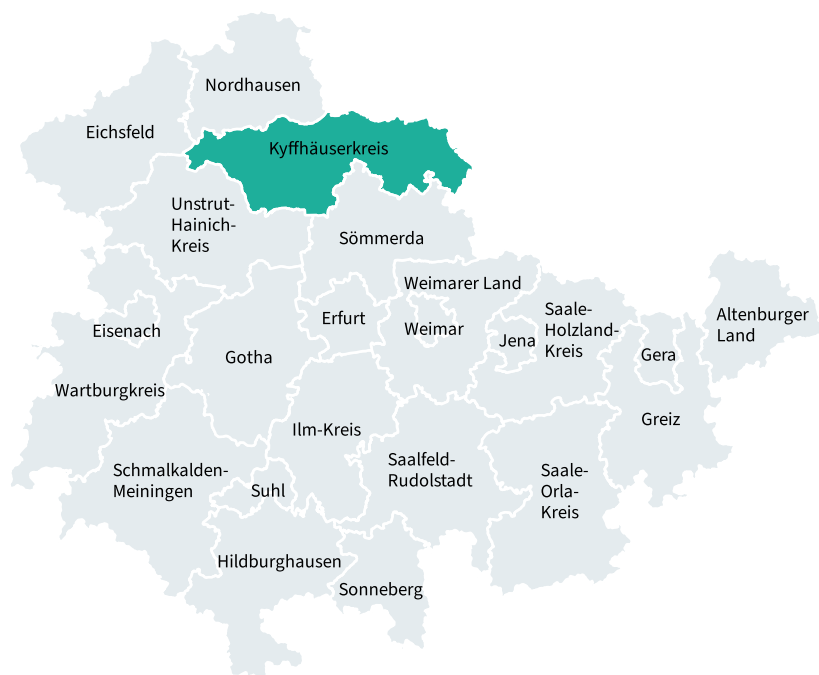 Nordhausen
Eichsfeld
Kyffhäuserkreis
Unstrut-
Hainich-
Kreis
Sömmerda
Weimarer Land
Saale-
Holzland-
Kreis
Altenburger
Land
Eisenach
Erfurt
Weimar
Jena
Gera
Gotha
Wartburgkreis
Greiz
Ilm-Kreis
Schmalkalden-
Meiningen
Suhl
Saalfeld-
Rudolstadt
Saale-
Orla-
Kreis
Hildburghausen
Sonneberg